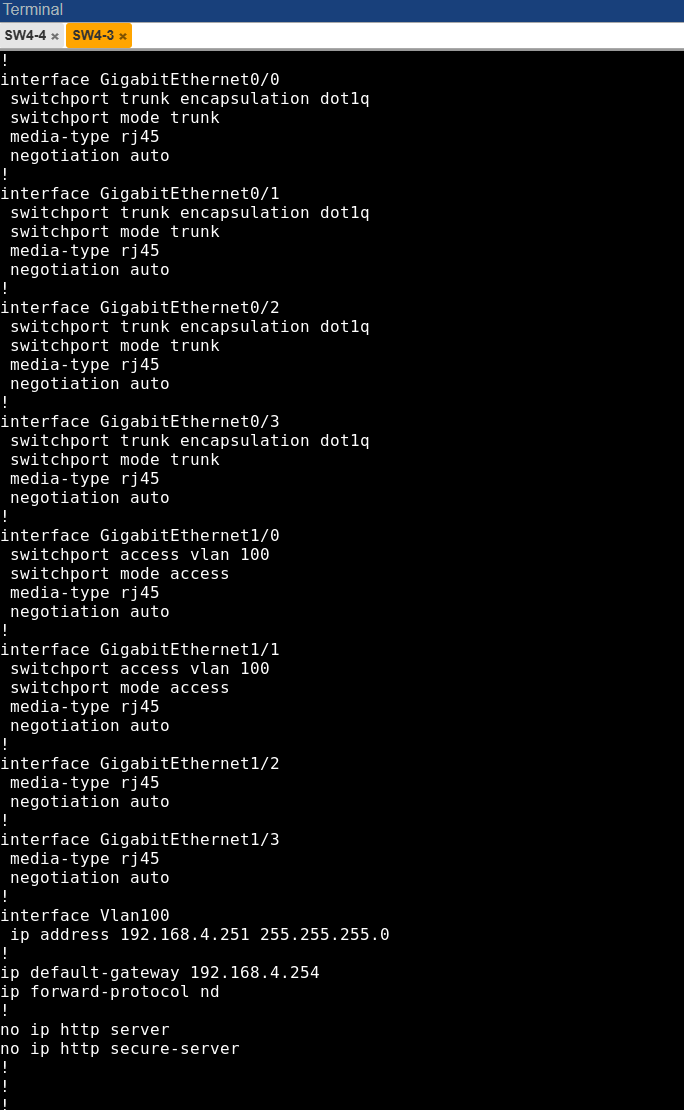 Terminal
SW4-4 × SW4-3 ×
!
interface GigabitEthernet0/0
 switchport trunk encapsulation dot1q
 switchport mode trunk
 media-type rj45
 negotiation auto
!
interface GigabitEthernet0/1
 switchport trunk encapsulation dot1q
 switchport mode trunk
 media-type rj45
 negotiation auto
!
interface GigabitEthernet0/2
 switchport trunk encapsulation dot1q
 switchport mode trunk
 media-type rj45
 negotiation auto
!
interface GigabitEthernet0/3
 switchport trunk encapsulation dot1q
 switchport mode trunk
 media-type rj45
 negotiation auto
!
interface GigabitEthernet1/0
 switchport access vlan 100
 switchport mode access
 media-type rj45
 negotiation auto
!
interface GigabitEthernet1/1
 switchport access vlan 100
 switchport mode access
 media-type rj45
 negotiation auto
!
interface GigabitEthernet1/2
 media-type rj45
 negotiation auto
!
interface GigabitEthernet1/3
 media-type rj45
 negotiation auto
!
interface Vlan100
 ip address 192.168.4.251 255.255.255.0
!
ip default-gateway 192.168.4.254
ip forward-protocol nd
!
no ip http server
no ip http secure-server
!
!
!